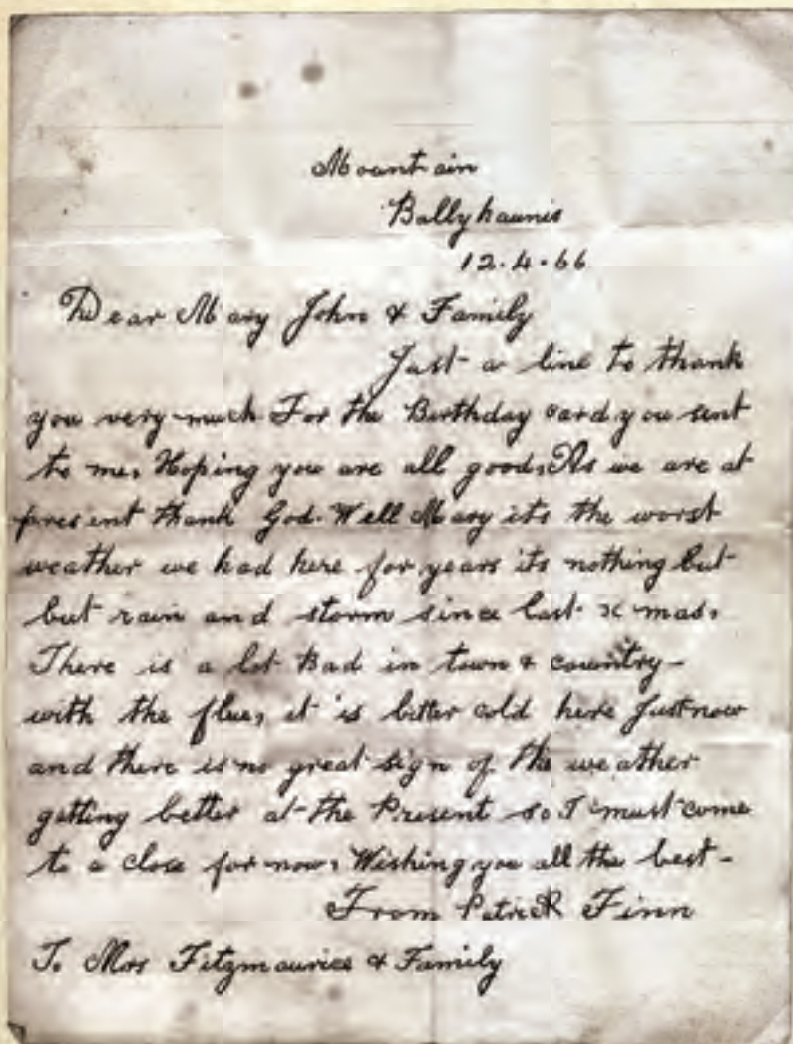 Mountain
Ballyhaunis
12.4.66
Dear Mary John & Family
Just a line to thank
you very much For the Birthday card you sent
to me. Hoping you are all good. As we are at
present thank God. Well Mary its the worst
weather we had here for years its nothing but
but rain and storm since last x mas.
There is a lot Bad in town & country-
with the flue, it is bitter cold here Just now
and there is no great sign of the weather
getting better at the Present so I must come
to a close for now. Wishing you all the best-
From Patrick Finn
To Mrs Fitzmaurice & Family